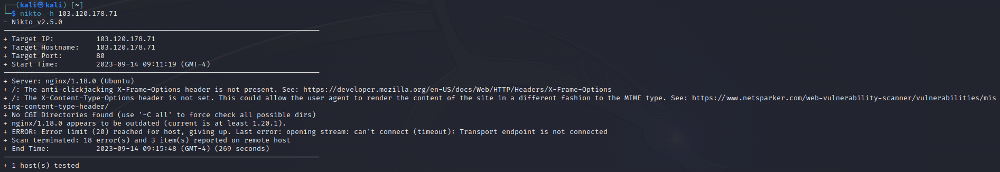 ┌──(kali㉿kali)-[~]
└─$ nikto -h 103.120.178.71
- Nikto v2.5.0
---------------------------------------------------------------------------
+ Target IP:          103.120.178.71
+ Target Hostname:    103.120.178.71
+ Target Port:        80
+ Start Time:         2023-09-14 09:11:19 (GMT-4)
---------------------------------------------------------------------------
+ Server: nginx/1.18.0 (Ubuntu)
+ /: The anti-clickjacking X-Frame-Options header is not present. See: https://developer.mozilla.org/en-US/docs/Web/HTTP/Headers/X-Frame-Options
+ /: The X-Content-Type-Options header is not set. This could allow the user agent to render the content of the site in a different fashion to the MIME type. See: https://www.netsparker.com/web-vulnerability-scanner/vulnerabilities/mis
sing-content-type-header/
+ No CGI Directories found (use '-C all' to force check all possible dirs)
+ nginx/1.18.0 appears to be outdated (current is at least 1.20.1).
+ ERROR: Error limit (20) reached for host, giving up. Last error: opening stream: can't connect (timeout): Transport endpoint is not connected
+ Scan terminated: 18 error(s) and 3 item(s) reported on remote host
+ End Time:           2023-09-14 09:15:48 (GMT-4) (269 seconds)
---------------------------------------------------------------------------
+ 1 host(s) tested